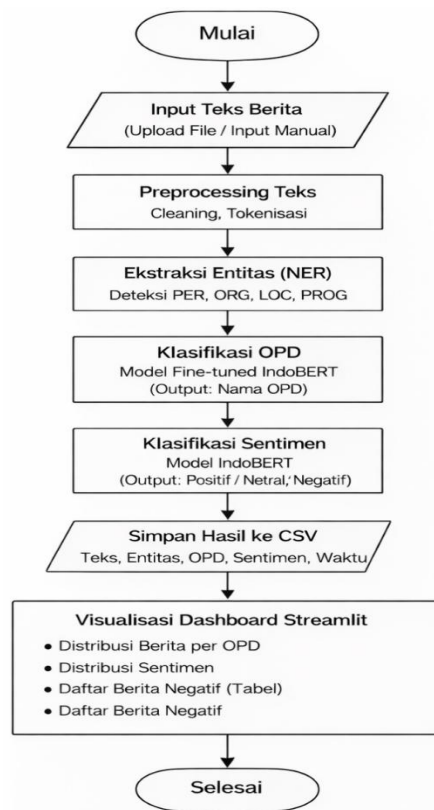 Mulai
Input Teks Berita
(Upload File / Input Manual)
Preprocessing Teks
Cleaning, Tokenisasi
Ekstraksi Entitas (NER)
Deteksi PER, ORG, LOC, PROG
Klasifikasi OPD
Model Fine-tuned IndoBERT
(Output: Nama OPD)
Klasifikasi Sentimen
Model IndoBERT
(Output: Positif / Netral,'Negatif)
Simpan Hasil ke CSV
Teks, Entitas, OPD, Sentimen, Waktu
Visualisasi Dashboard Streamlit
• Distribusi Berita per OPD
• Distribusi Sentimen
• Daftar Berita Negatif (Tabel)
• Daftar Berita Negatif
Selesai